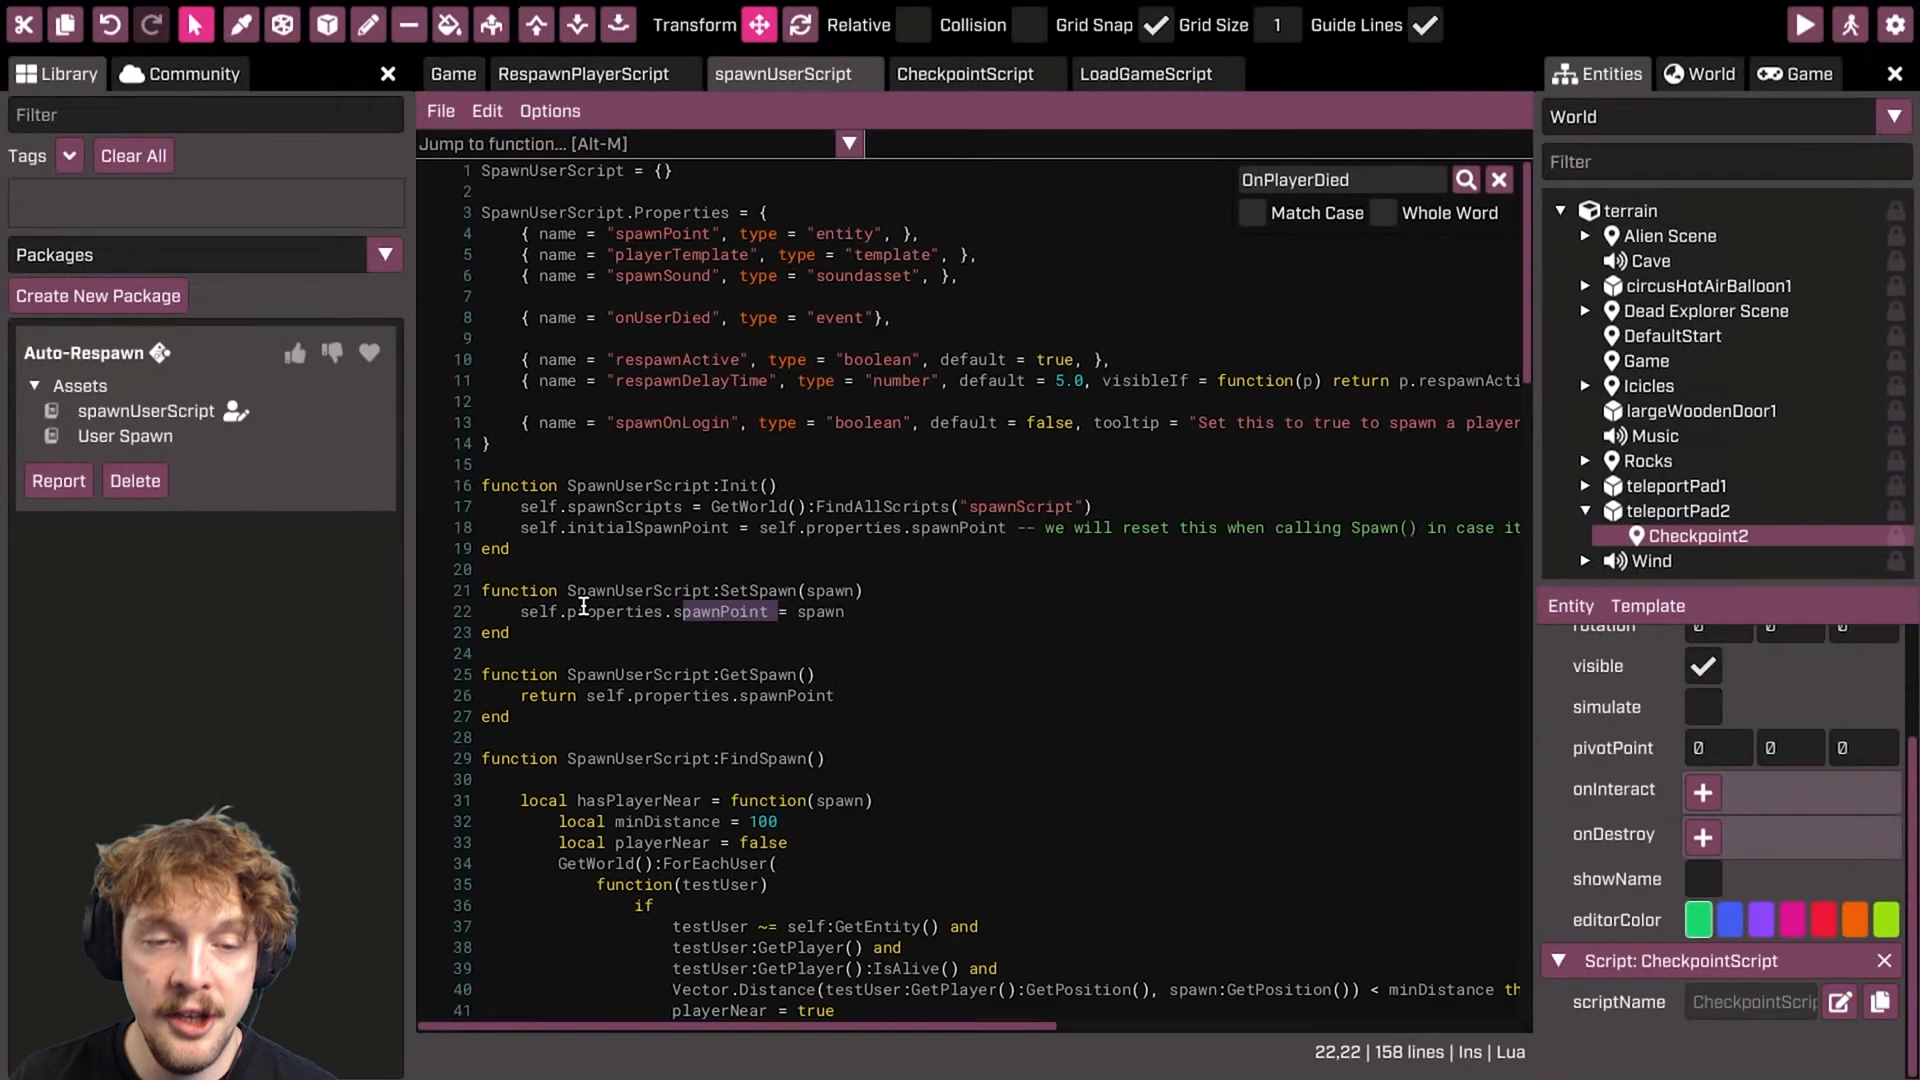 Transform Relative Collision Grid Snap Grid Size 1 Guide Lines
Library Community
Game RespawnPlayerScript spawnUserScript CheckpointScript LoadGameScript
Entities World Game
Filter
Tags Clear All
Packages
Create New Package
Auto-Respawn
Assets
spawnUserScript
User Spawn
Report Delete
File Edit Options
Jump to function... [Alt-M]
OnPlayerDied
Match Case Whole Word
1 SpawnUserScript = {}
2
3 SpawnUserScript.Properties = {
4 { name = "spawnPoint", type = "entity", },
5 { name = "playerTemplate", type = "template", },
6 { name = "spawnSound", type = "soundasset", },
7
8 { name = "onUserDied", type = "event"},
9
10 { name = "respawnActive", type = "boolean", default = true, },
11 { name = "respawnDelayTime", type = "number", default = 5.0, visibleIf = function(p) return p.respawnActi
12
13 { name = "spawnOnLogin", type = "boolean", default = false, tooltip = "Set this to true to spawn a player
14 }
15
16 function SpawnUserScript:Init()
17 self.spawnScripts = GetWorld():FindAllScripts("spawnScript")
18 self.initialSpawnPoint = self.properties.spawnPoint -- we will reset this when calling Spawn() in case it
19 end
20
21 function SpawnUserScript:SetSpawn(spawn)
22 self.properties.spawnPoint = spawn
23 end
24
25 function SpawnUserScript:GetSpawn()
26 return self.properties.spawnPoint
27 end
28
29 function SpawnUserScript:FindSpawn()
30
31 local hasPlayerNear = function(spawn)
32 local minDistance = 100
33 local playerNear = false
34 GetWorld():ForEachUser(
35 function(testUser)
36 if
37 testUser ~= self:GetEntity() and
38 testUser:GetPlayer() and
39 testUser:GetPlayer():IsAlive() and
40 Vector.Distance(testUser:GetPlayer():GetPosition(), spawn:GetPosition()) < minDistance th
41 playerNear = true
22,22 | 158 lines | Ins | Lua
World
Filter
terrain
Alien Scene
Cave
circusHotAirBalloon1
Dead Explorer Scene
DefaultStart
Game
Icicles
largeWoodenDoor1
Music
Rocks
teleportPad1
teleportPad2
Checkpoint2
Wind
Entity Template
rotation 0 0 0
visible
simulate
pivotPoint 0 0 0
onInteract
onDestroy
showName
editorColor
Script: CheckpointScript
scriptName CheckpointScrip